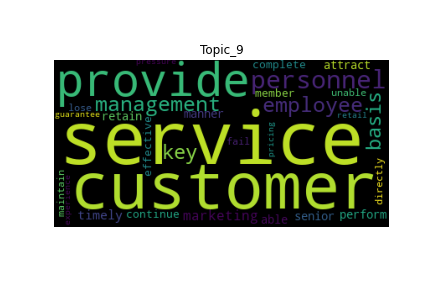 Topic_9
pressure complete attract
provide personnel
member unable
lose management employee
guarantee retain manner basis
service
effective key fail pricing retail
customer
maintain directly
timely continue marketing able senior perform